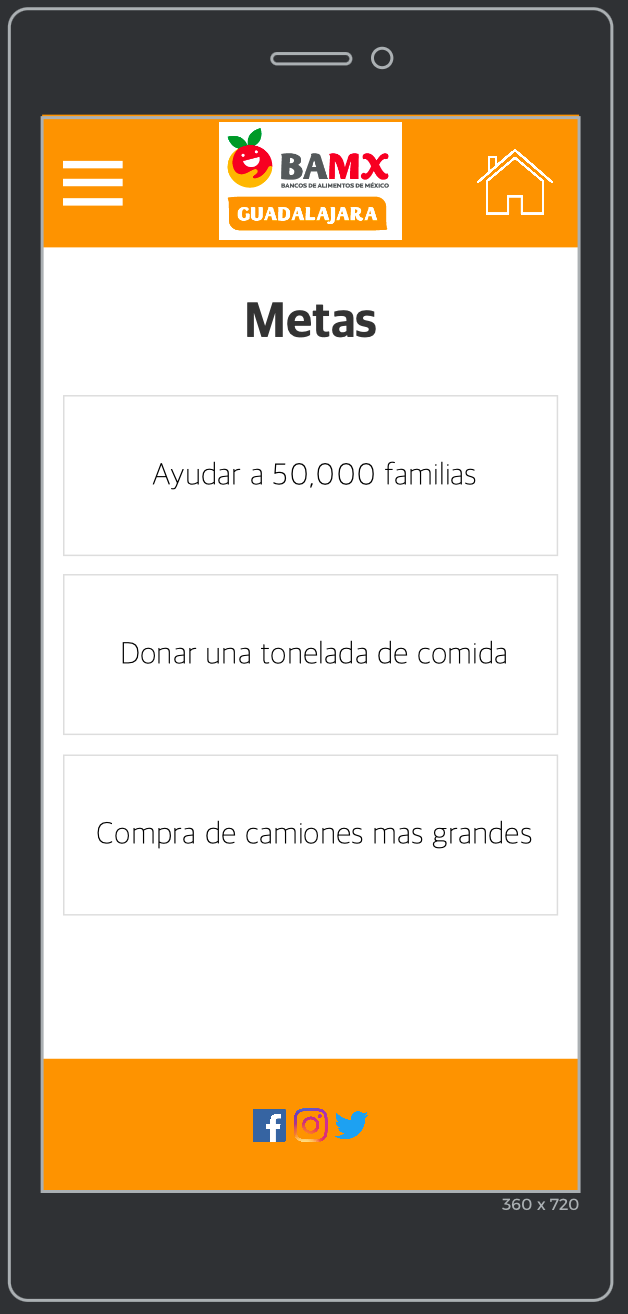 BAMX
BANCOS DE ALIMENTOS DE MÉXICO
GUADALAJARA
Metas
Ayudar a 50,000 familias
Donar una tonelada de comida
Compra de camiones mas grandes
360 x 720